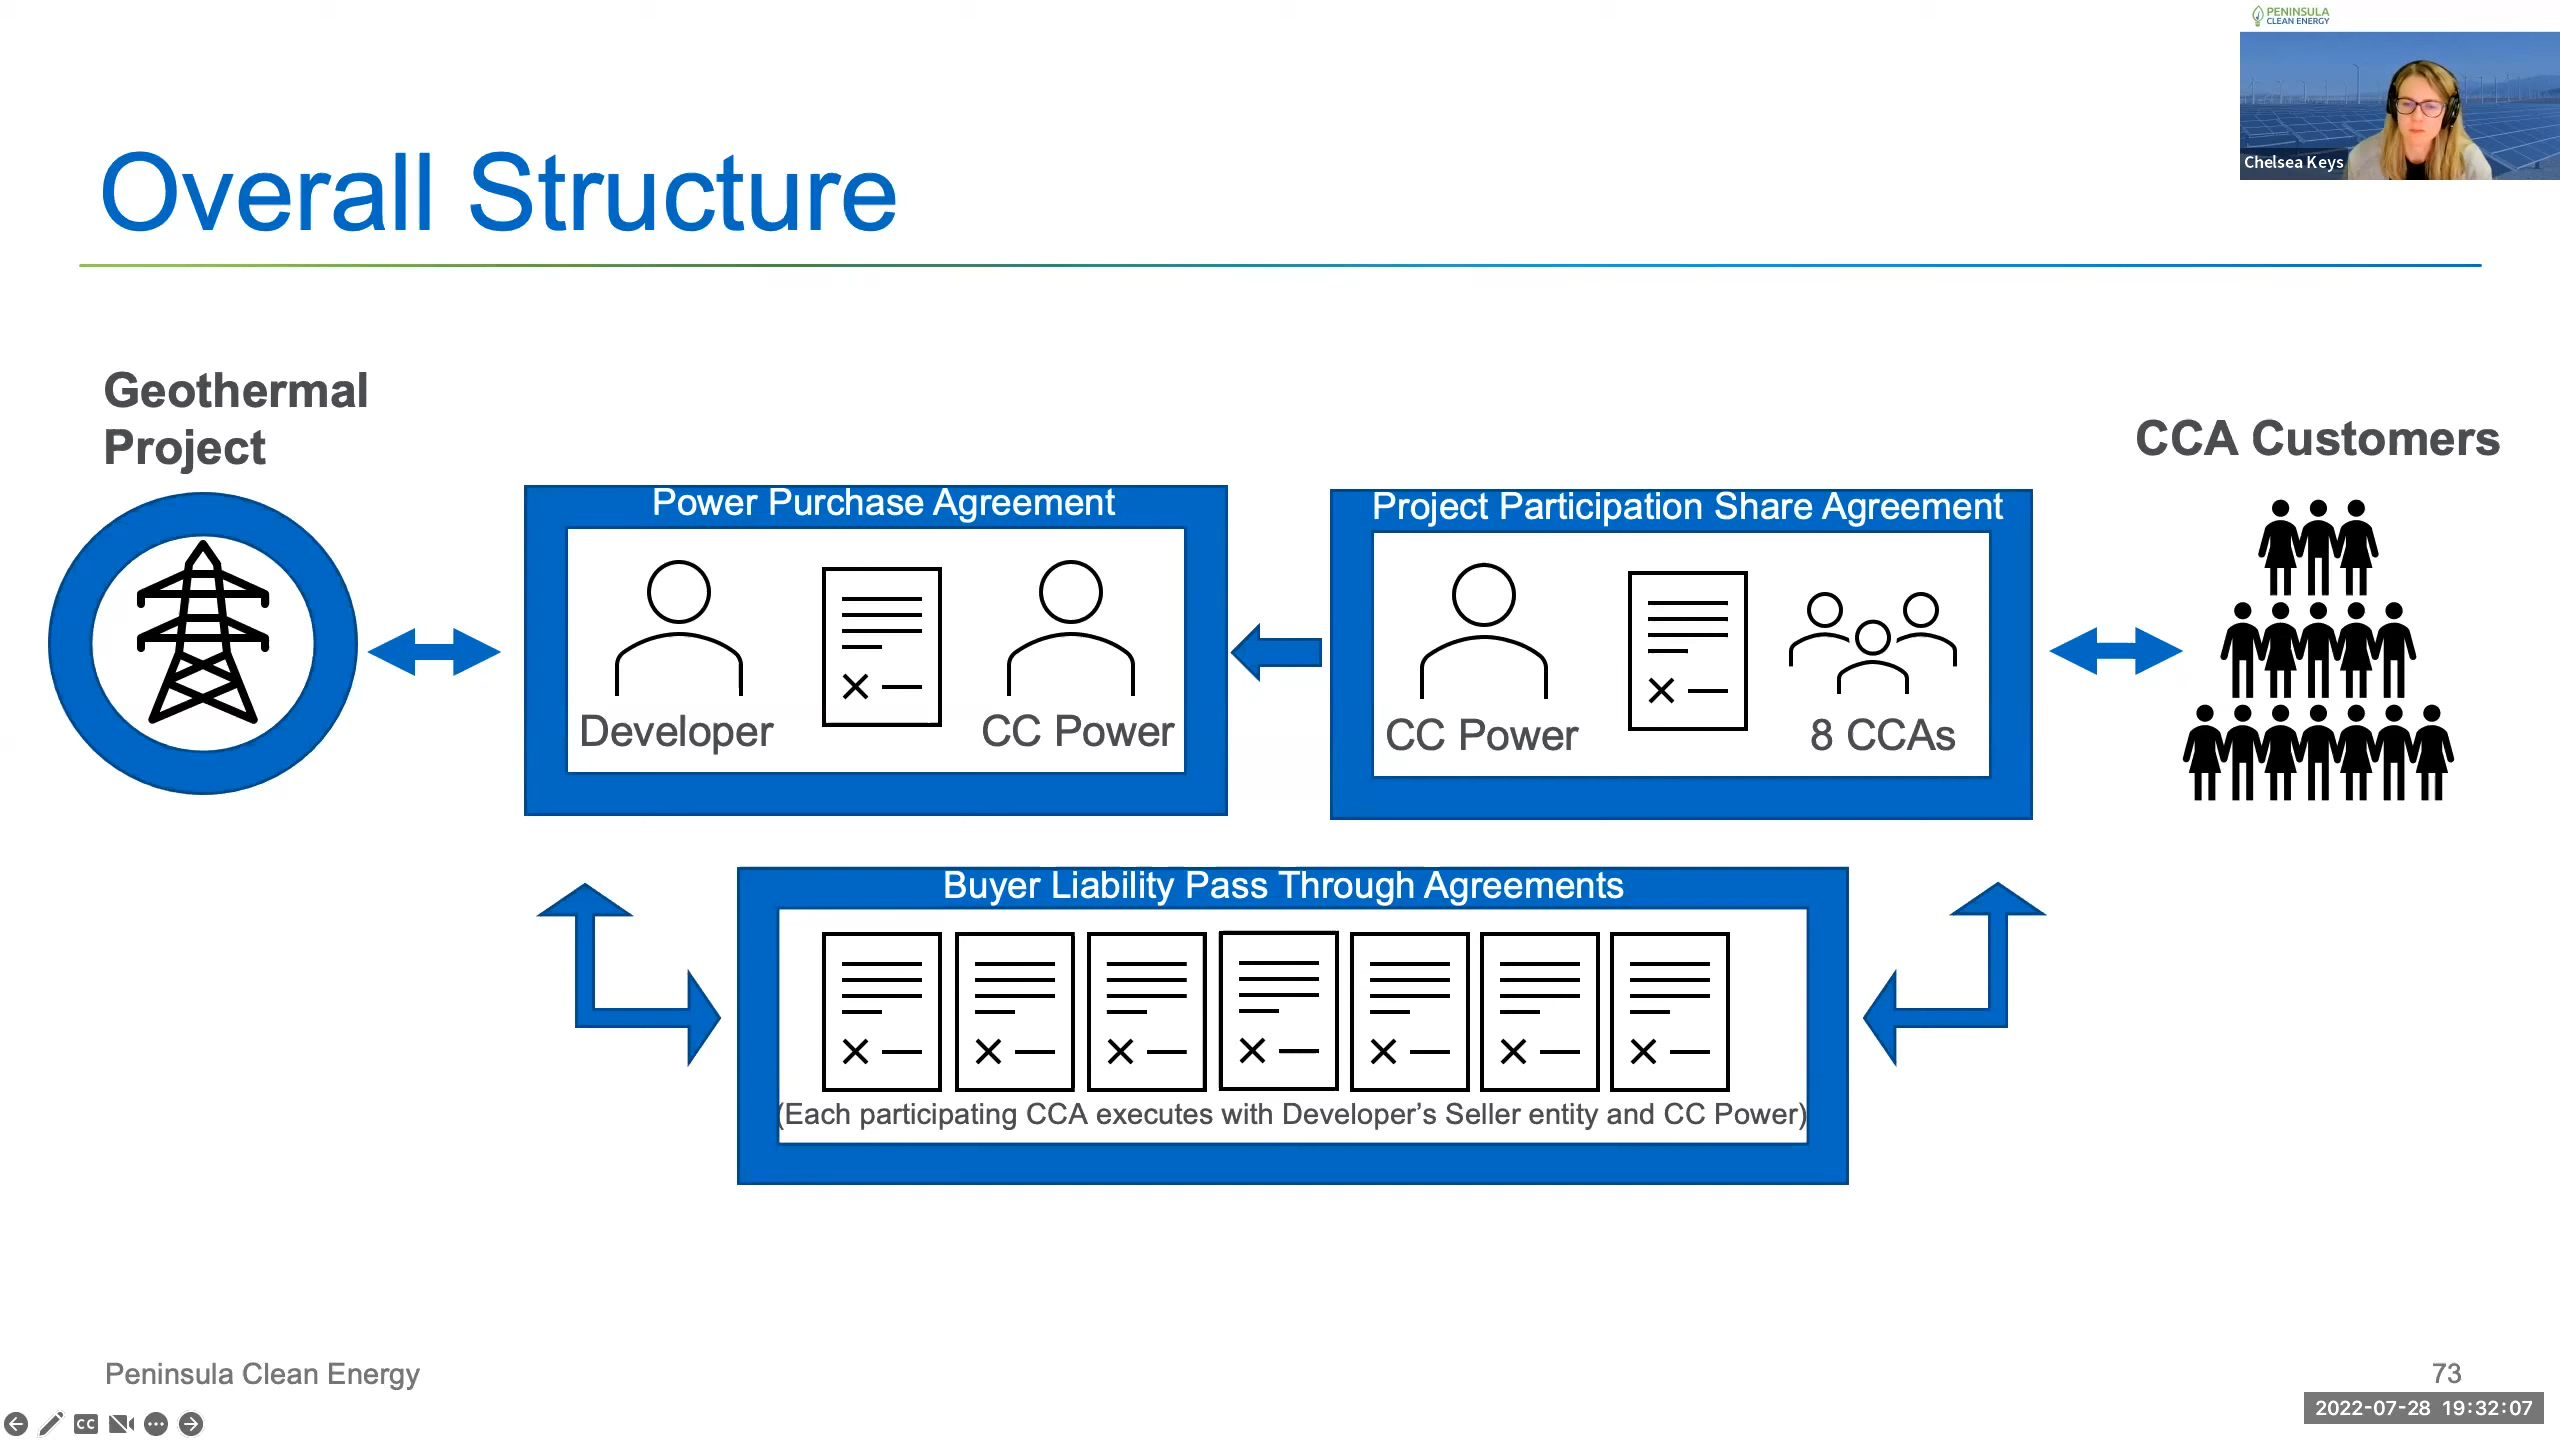 PENINSULA
CLEAN ENERGY
Chelsea Keys
Overall Structure
Geothermal
Project
CCA Customers
Power Purchase Agreement
Developer
CC Power
Project Participation Share Agreement
CC Power
8 CCAs
Buyer Liability Pass Through Agreements
(Each participating CCA executes with Developer’s Seller entity and CC Power)
Peninsula Clean Energy
73
CC
2022-07-28 19:32:07